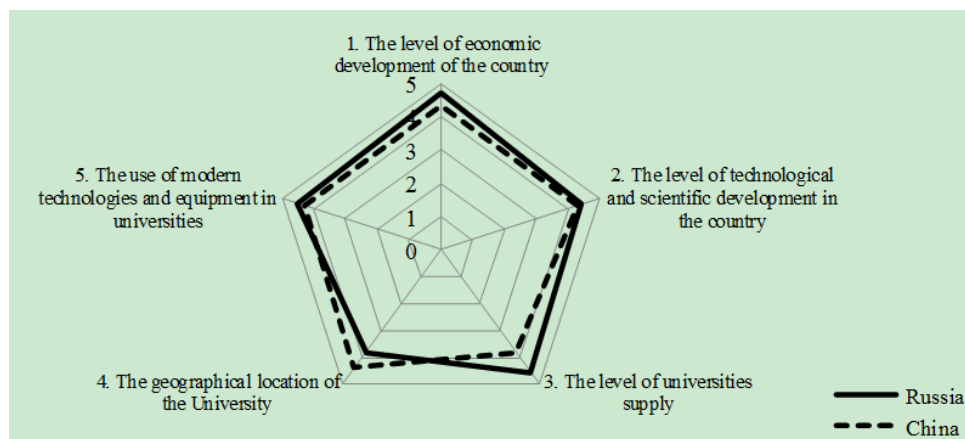 1. The level of economic
development of the country
5
4
3
2
1
0
2. The level of technological
and scientific development in
the country
3. The level of universities
supply
4. The geographical location of
the University
5. The use of modern
technologies and equipment in
universities
Russia
China